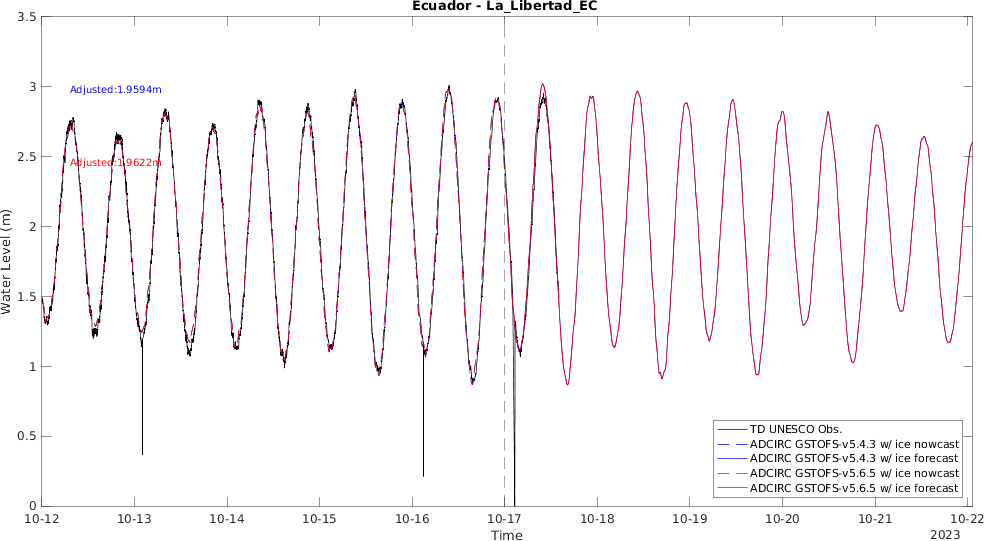 Ecuador - La_Libertad_EC
3.5
3
2.5
2
1.5
1
0.5
0
Water Level (m)
Adjusted:1.9594m
Adjusted:1.9622m
TD UNESCO Obs.
ADCIRC GSTOFS-v5.4.3 w/ ice nowcast
ADCIRC GSTOFS-v5.4.3 w/ ice forecast
ADCIRC GSTOFS-v5.6.5 w/ ice nowcast
ADCIRC GSTOFS-v5.6.5 w/ ice forecast
10-12 10-13 10-14 10-15 10-16 10-17 10-18 10-19 10-20 10-21 10-22
Time
2023